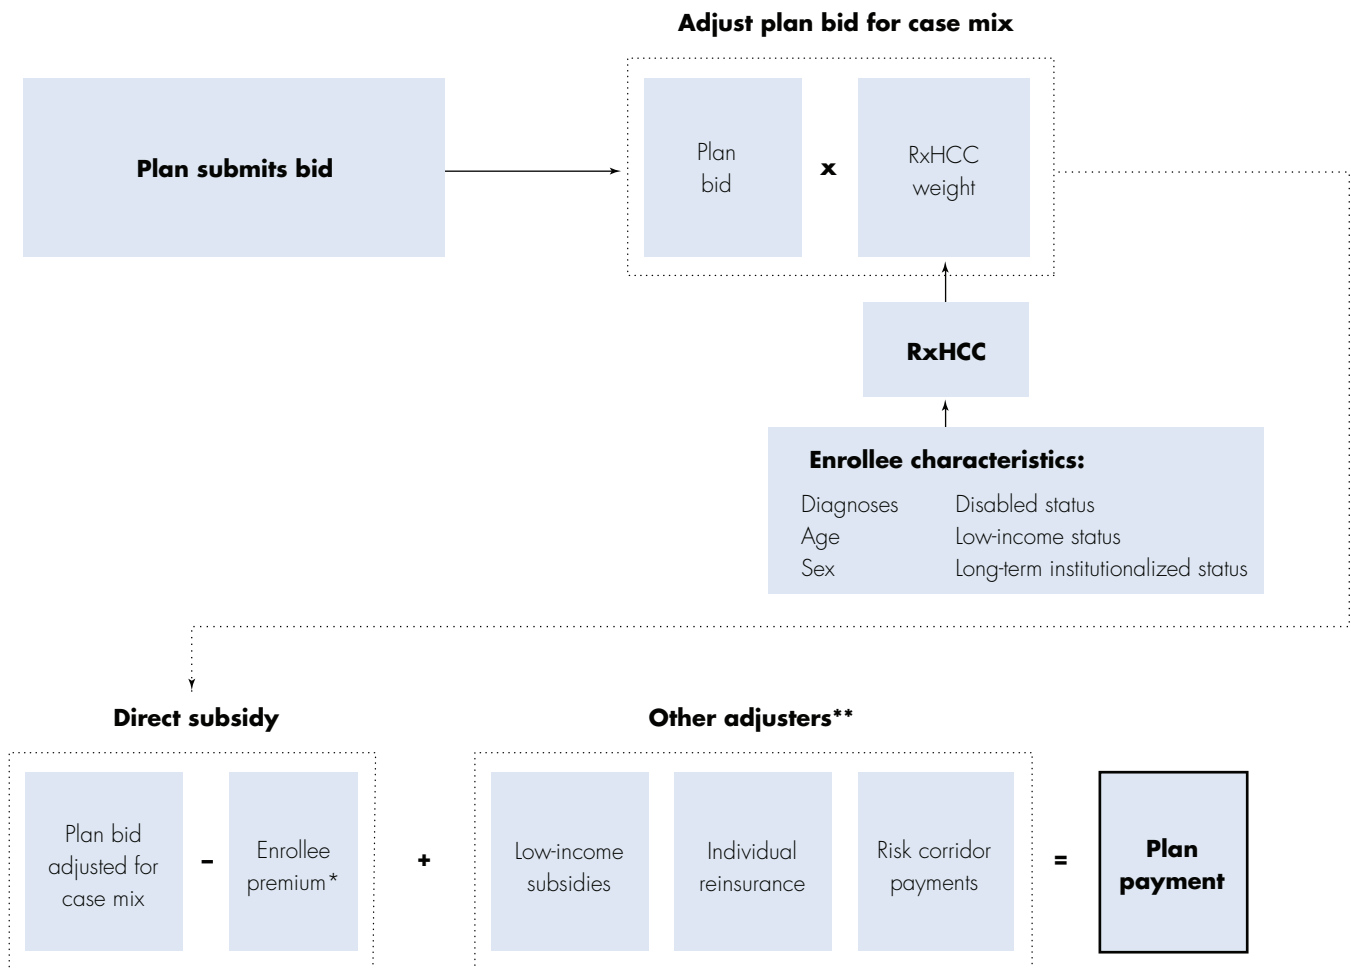 Adjust plan bid for case mix
Plan submits bid
Plan
bid
x
RxHCC
weight
RxHCC
Enrollee characteristics:
Diagnoses Disabled status
Age Low-income status
Sex Long-term institutionalized status
Direct subsidy
Other adjusters**
Plan bid
adjusted for
case mix
–
Enrollee
premium*
+
Low-income
subsidies
Individual
reinsurance
Risk corridor
payments
=
Plan
payment